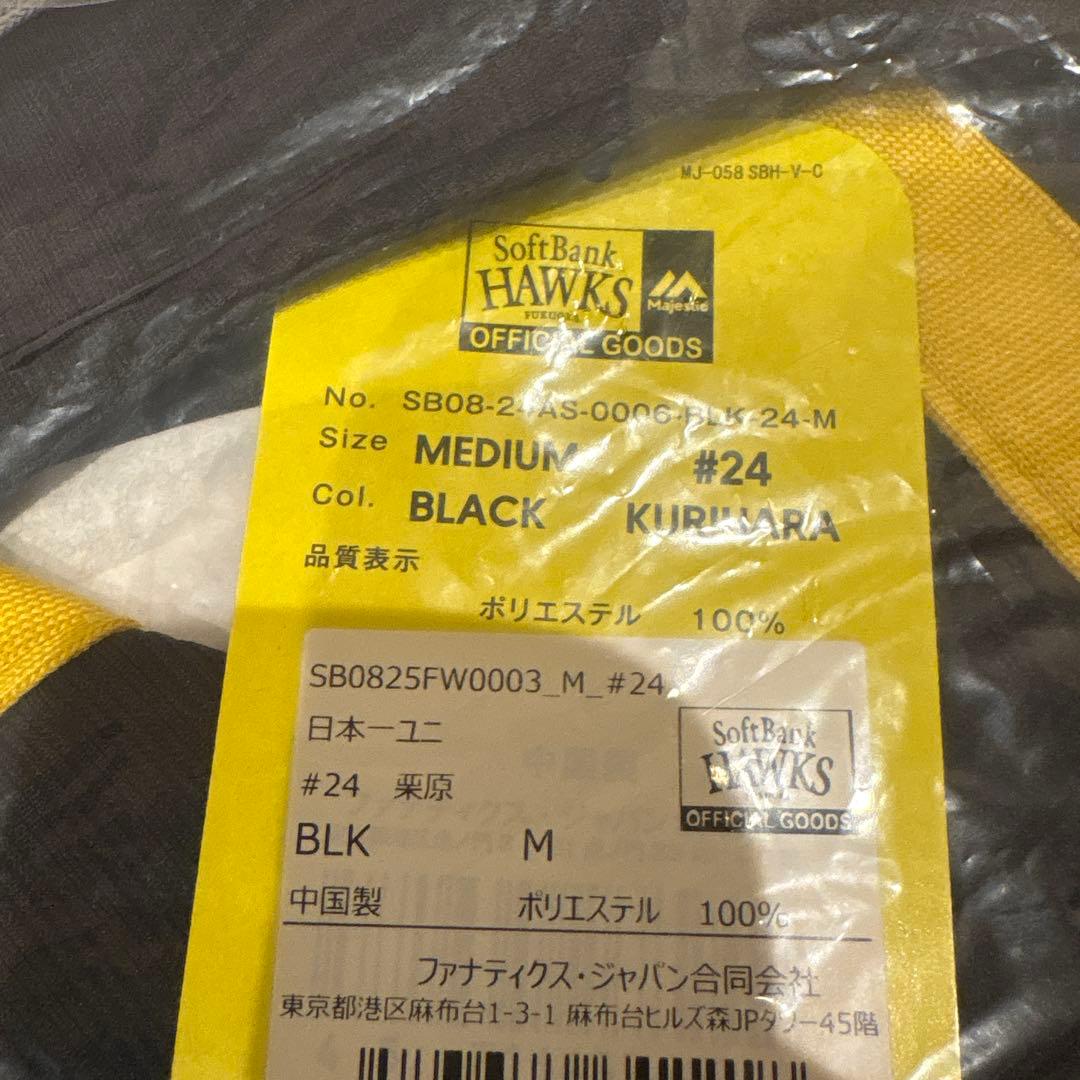 MJ-058 SBH-V-C
SoftBank
HAWKS
FUKUOKA
Majestic
OFFICIAL GOODS
No. SB08-24AS-0006-BLK-24-M
Size MEDIUM #24
Col. BLACK KURIHARA
品質表示
ポリエステル 100%
SB0825FW0003_M_#24
日本一ユニ
#24 栗原
SoftBank
HAWKS
OFFICIAL GOODS
BLK M
中国製 ポリエステル 100%
ファナティクス・ジャパン合同会社
東京都港区麻布台1-3-1 麻布台ヒルズ森JPタワー45階